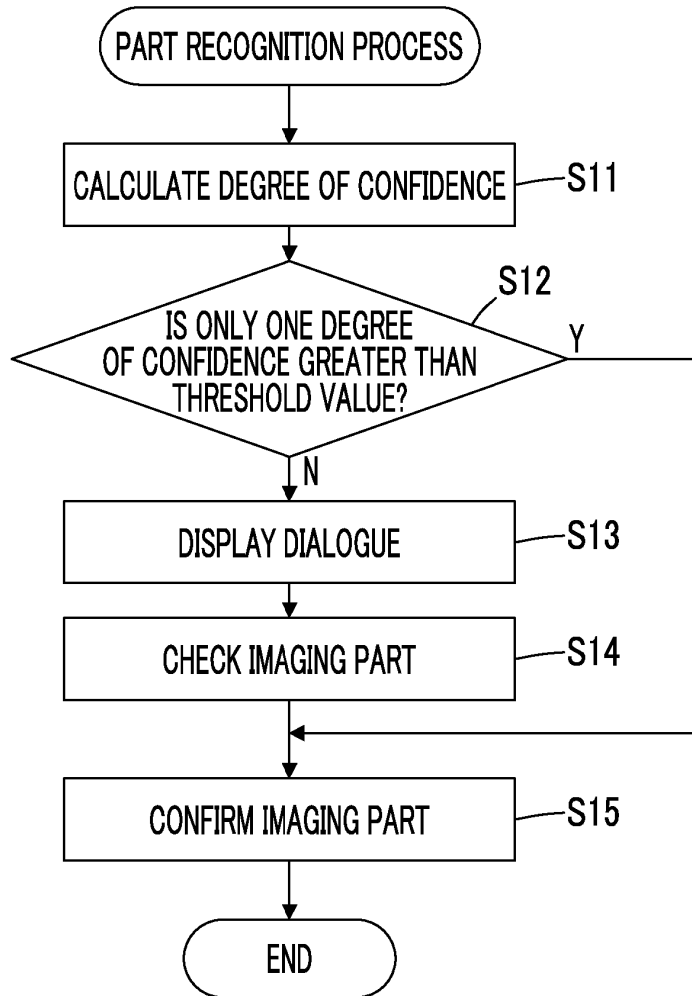 PART RECOGNITION PROCESS
CALCULATE DEGREE OF CONFIDENCE
S11
S12
IS ONLY ONE DEGREE
OF CONFIDENCE GREATER THAN
THRESHOLD VALUE?
Y
N
DISPLAY DIALOGUE
S13
CHECK IMAGING PART
S14
CONFIRM IMAGING PART
S15
END